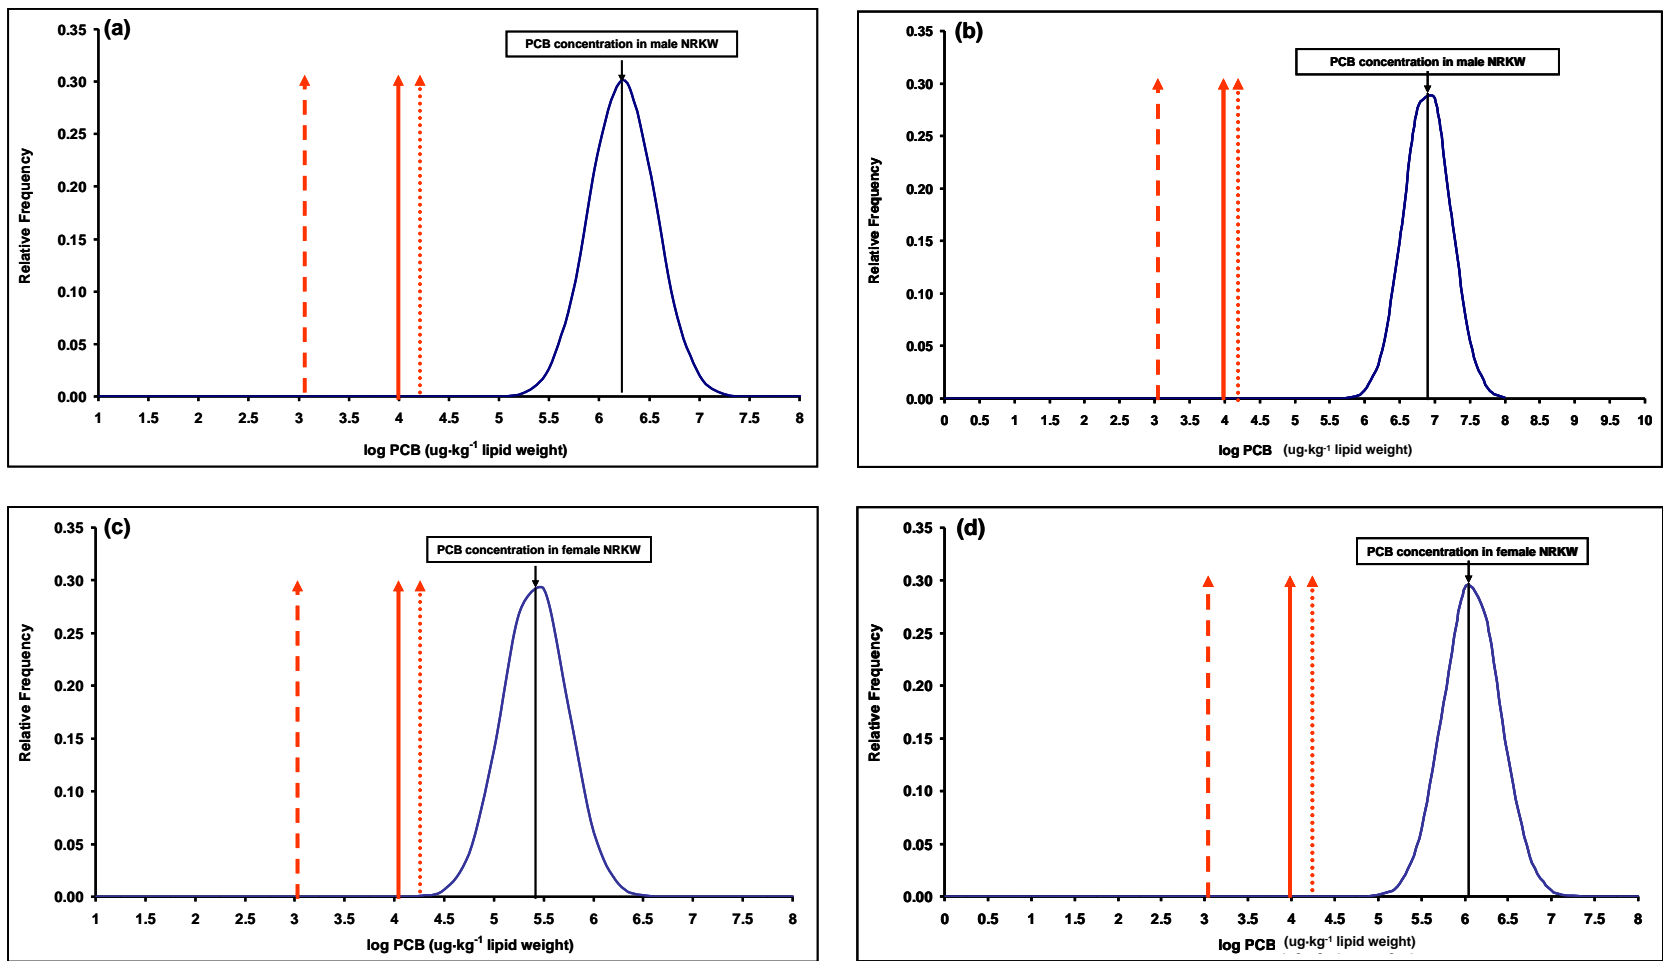 (a)
PCB concentration in male NRKW
0.35
0.30
0.25
0.20
0.15
0.10
0.05
0.00
Relative Frequency
1 1.5 2 2.5 3 3.5 4 4.5 5 5.5 6 6.5 7 7.5 8
log PCB (ug·kg⁻¹ lipid weight)
(b)
PCB concentration in male NRKW
0.35
0.30
0.25
0.20
0.15
0.10
0.05
0.00
Relative Frequency
0 0.5 1 1.5 2 2.5 3 3.5 4 4.5 5 5.5 6 6.5 7 7.5 8 8.5 9 9.5 10
log PCB (ug·kg⁻¹ lipid weight)
(c)
PCB concentration in female NRKW
0.35
0.30
0.25
0.20
0.15
0.10
0.05
0.00
Relative Frequency
1 1.5 2 2.5 3 3.5 4 4.5 5 5.5 6 6.5 7 7.5 8
log PCB (ug·kg⁻¹ lipid weight)
(d)
PCB concentration in female NRKW
0.35
0.30
0.25
0.20
0.15
0.10
0.05
0.00
Relative Frequency
0 0.5 1 1.5 2 2.5 3 3.5 4 4.5 5 5.5 6 6.5 7 7.5 8
log PCB (ug·kg⁻¹ lipid weight)